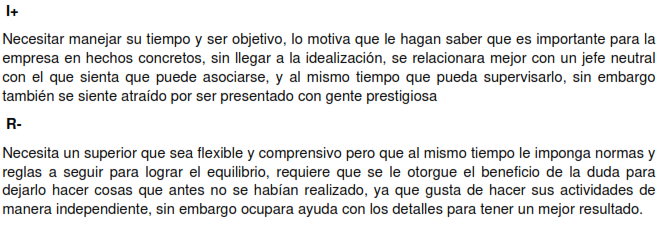 I+
Necesitar manejar su tiempo y ser objetivo, lo motiva que le hagan saber que es importante para la
empresa en hechos concretos, sin llegar a la idealización, se relacionara mejor con un jefe neutral
con el que sienta que puede asociarse, y al mismo tiempo que pueda supervisarlo, sin embargo
también se siente atraído por ser presentado con gente prestigiosa
R-
Necesita un superior que sea flexible y comprensivo pero que al mismo tiempo le imponga normas y
reglas a seguir para lograr el equilibrio, requiere que se le otorgue el beneficio de la duda para
dejarlo hacer cosas que antes no se habían realizado, ya que gusta de hacer sus actividades de
manera independiente, sin embargo ocupara ayuda con los detalles para tener un mejor resultado.